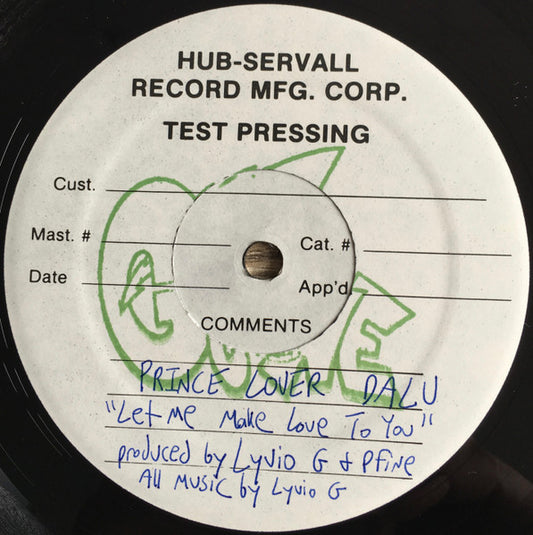 HUB-SERVALL
RECORD MFG. CORP.
TEST PRESSING
Cust.
Mast. #
Cat. #
Date
App'd
COMMENTS
PRINCE LOVER DALU
"Let Me Make Love To You"
produced by Lyvio G & Pfine
All Music by Lyvio G